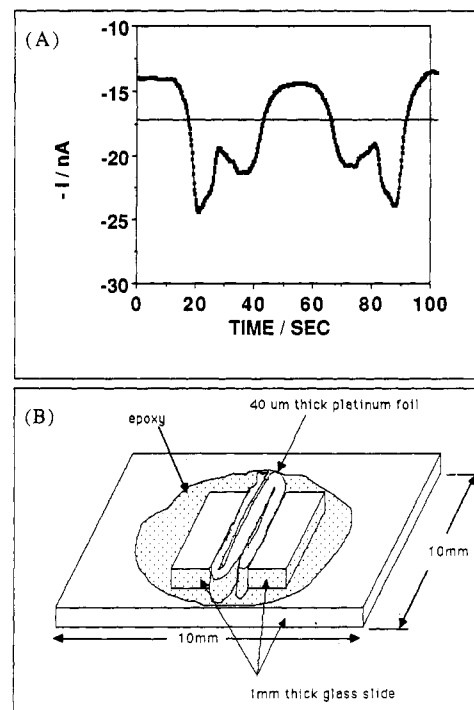 (A)
-10
-15
-20
-25
-30
- I / nA
0 20 40 60 80 100
TIME / SEC
(B)
40 um thick platinum foil
epoxy
10mm
10mm
1mm thick glass slide